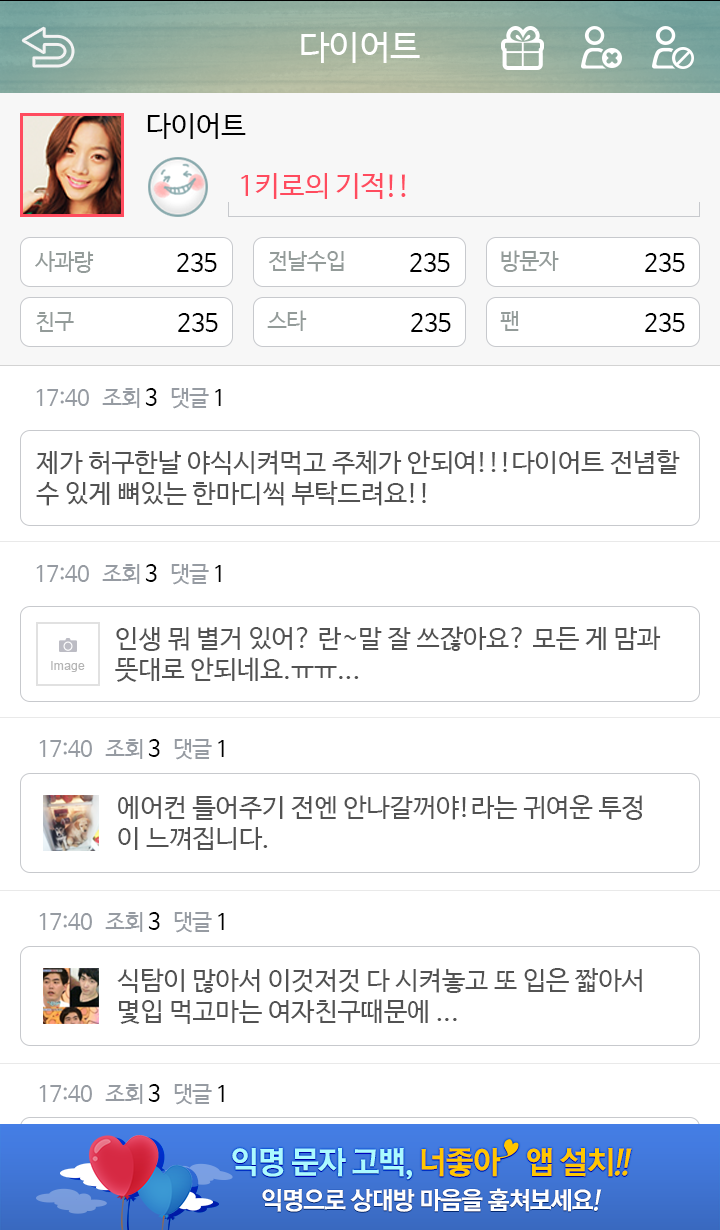 다이어트
다이어트
1키로의 기적!!
사과량 235 전날수입 235 방문자 235
친구 235 스타 235 팬 235
17:40 조회 3 댓글 1
제가 허구한날 야식시켜먹고 주체가 안되여!!!다이어트 전념할
수 있게 뼈있는 한마디씩 부탁드려요!!
17:40 조회 3 댓글 1
Image
인생 뭐 별거 있어? 란~말 잘 쓰잖아요? 모든 게 맘과
뜻대로 안되네요.ㅠㅠ...
17:40 조회 3 댓글 1
에어컨 틀어주기 전엔 안나갈꺼야!라는 귀여운 투정
이 느껴집니다.
17:40 조회 3 댓글 1
식탐이 많아서 이것저것 다 시켜놓고 또 입은 짧아서
몇입 먹고마는 여자친구때문에 ...
17:40 조회 3 댓글 1
익명 문자 고백, 너좋아 앱 설치!!
익명으로 상대방 마음을 훔쳐보세요!